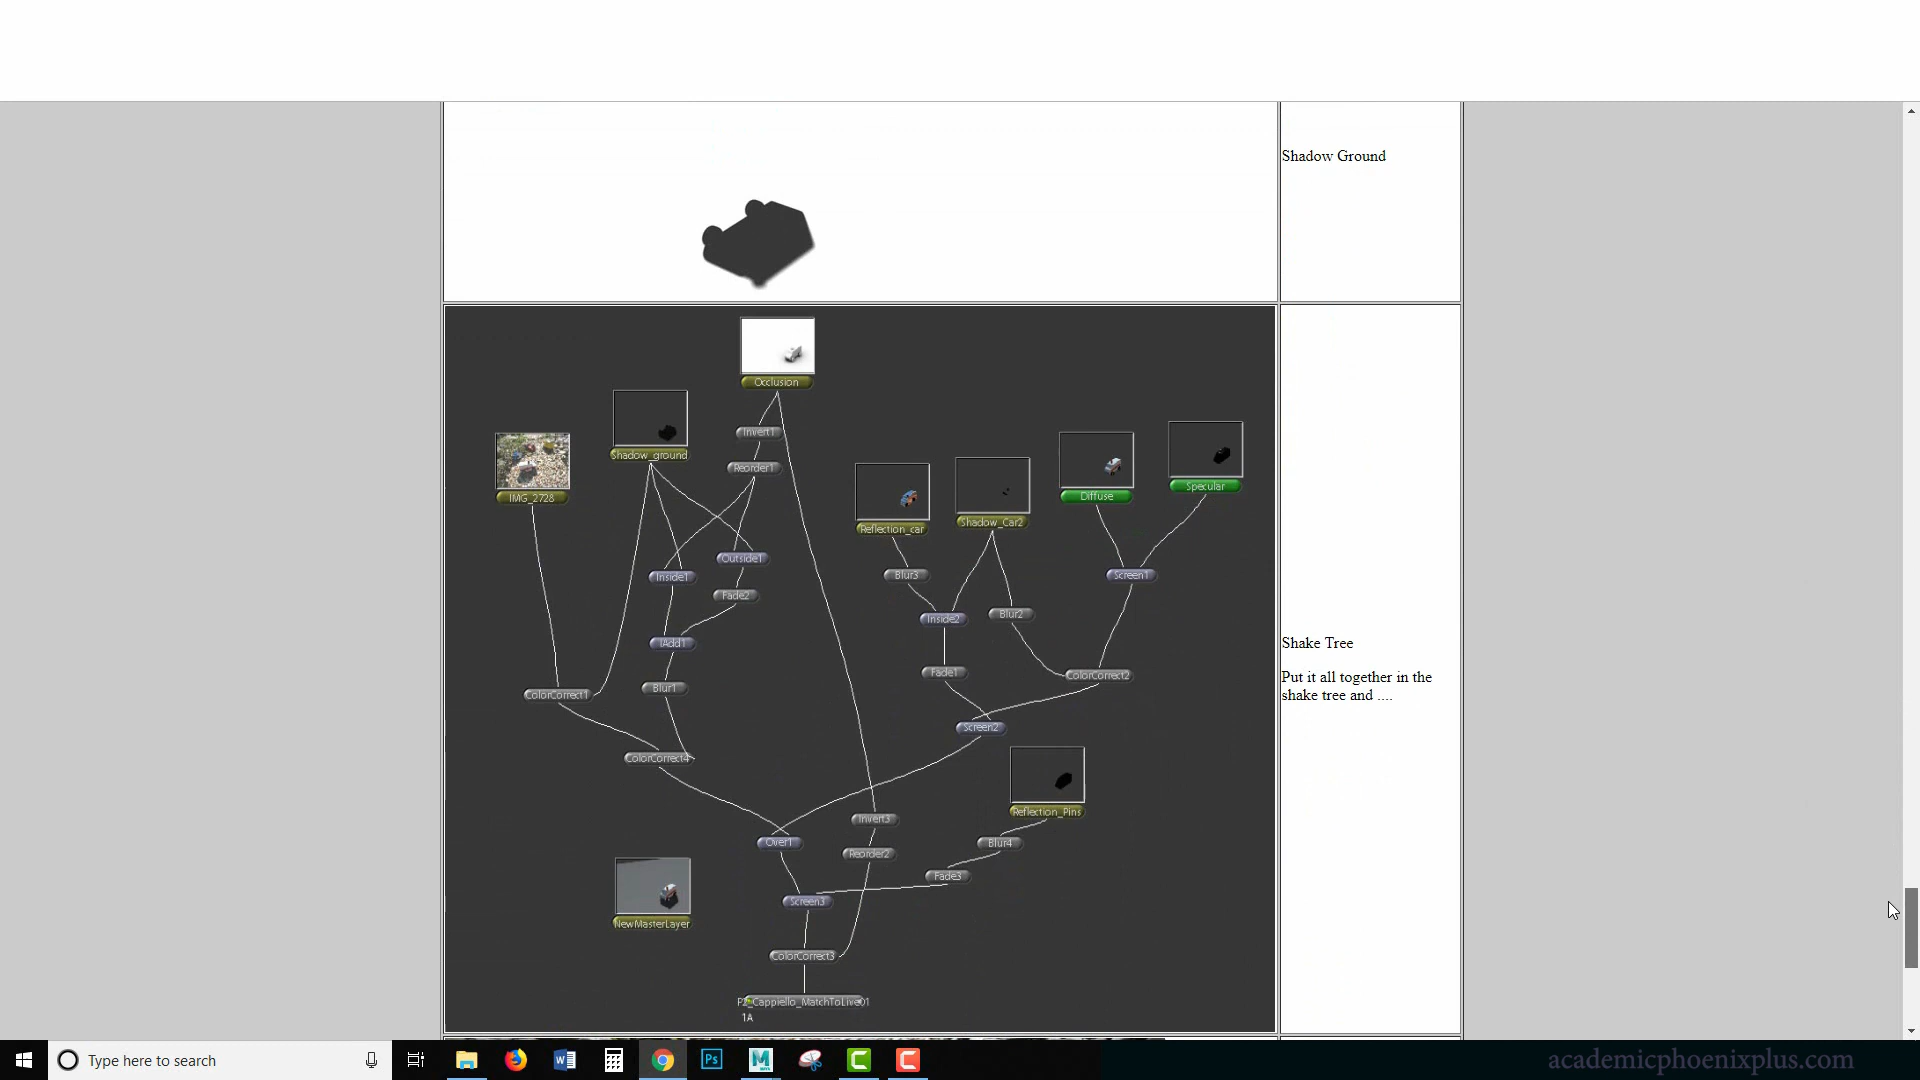 Shadow Ground
Occlusion
Invert1
Shadow_ground
Reorder1
Specular
IMG_2728
Diffuse
Shadow_Car2
Reflection_car
Outside1
Inside1
Blur3
Screen1
Fade2
Blur2
Inside2
IAdd1
Shake Tree
Fade1
ColorCorrect2
Put it all together in the
shake tree and ....
Blur1
ColorCorrect1
Screen2
ColorCorrect4
Reflection_Pins
Invert3
Over1
Blur4
Reorder2
Fade3
Screen3
NewMasterLayer
ColorCorrect3
1A
Type here to search
academicphoenixplus.com